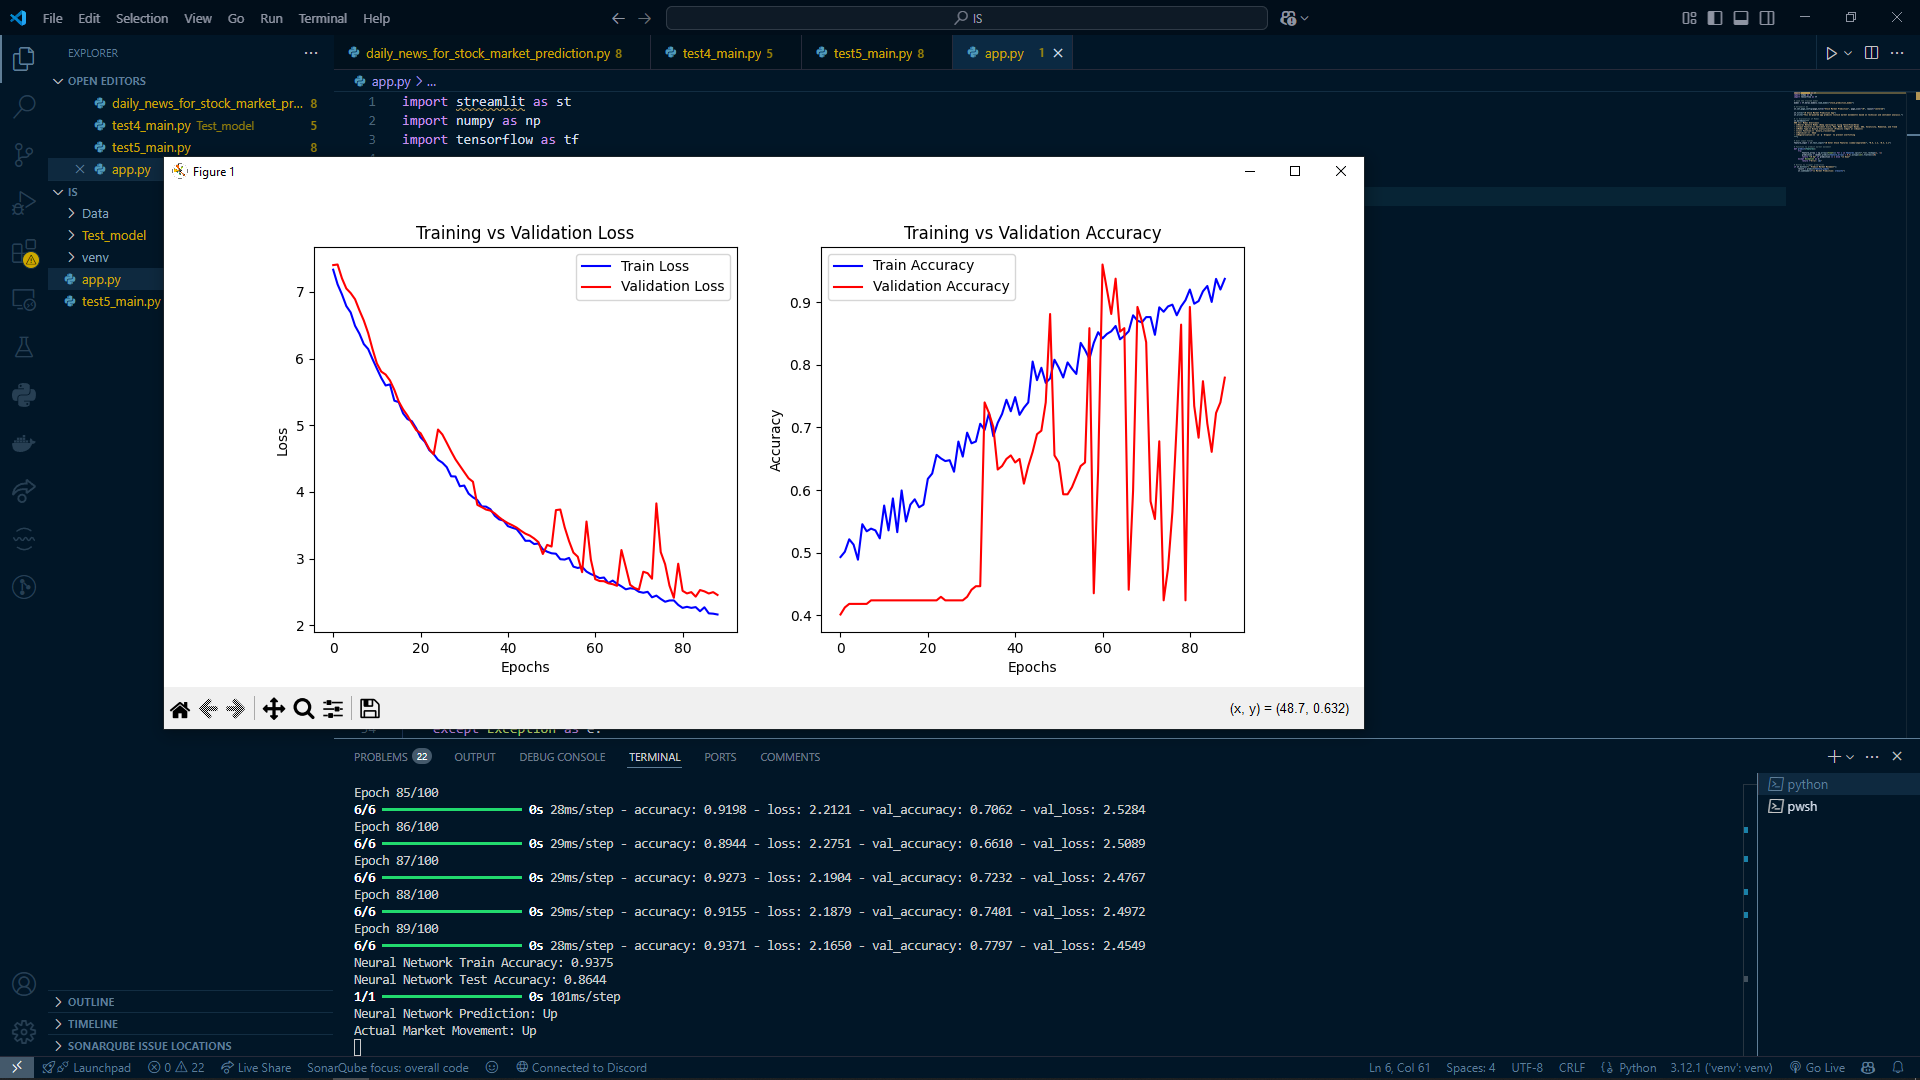 File Edit Selection View Go Run Terminal Help
IS
EXPLORER
daily_news_for_stock_market_prediction.py 8
test4_main.py 5
test5_main.py 8
app.py 1
OPEN EDITORS
daily_news_for_stock_market_pr... 8
test4_main.py Test_model 5
test5_main.py 8
app.py
IS
Data
Test_model
venv
app.py
test5_main.py
app.py > ...
1 import streamlit as st
2 import numpy as np
3 import tensorflow as tf
Figure 1
Training vs Validation Loss
Train Loss
Validation Loss
7
6
5
4
3
2
Loss
0 20 40 60 80
Epochs
Training vs Validation Accuracy
Train Accuracy
Validation Accuracy
0.9
0.8
0.7
0.6
0.5
0.4
Accuracy
0 20 40 60 80
Epochs
(x, y) = (48.7, 0.632)
PROBLEMS 22 OUTPUT DEBUG CONSOLE TERMINAL PORTS COMMENTS
Epoch 85/100
6/6 0s 28ms/step - accuracy: 0.9198 - loss: 2.2121 - val_accuracy: 0.7062 - val_loss: 2.5284
Epoch 86/100
6/6 0s 29ms/step - accuracy: 0.8944 - loss: 2.2751 - val_accuracy: 0.6610 - val_loss: 2.5089
Epoch 87/100
6/6 0s 29ms/step - accuracy: 0.9273 - loss: 2.1904 - val_accuracy: 0.7232 - val_loss: 2.4767
Epoch 88/100
6/6 0s 29ms/step - accuracy: 0.9155 - loss: 2.1879 - val_accuracy: 0.7401 - val_loss: 2.4972
Epoch 89/100
6/6 0s 28ms/step - accuracy: 0.9371 - loss: 2.1650 - val_accuracy: 0.7797 - val_loss: 2.4549
Neural Network Train Accuracy: 0.9375
Neural Network Test Accuracy: 0.8644
1/1 0s 101ms/step
Neural Network Prediction: Up
Actual Market Movement: Up
python
pwsh
OUTLINE
TIMELINE
SONARQUBE ISSUE LOCATIONS
Launchpad 0 22 Live Share SonarQube focus: overall code Connected to Discord Ln 6, Col 61 Spaces: 4 UTF-8 CRLF Python 3.12.1 ('venv': venv) Go Live